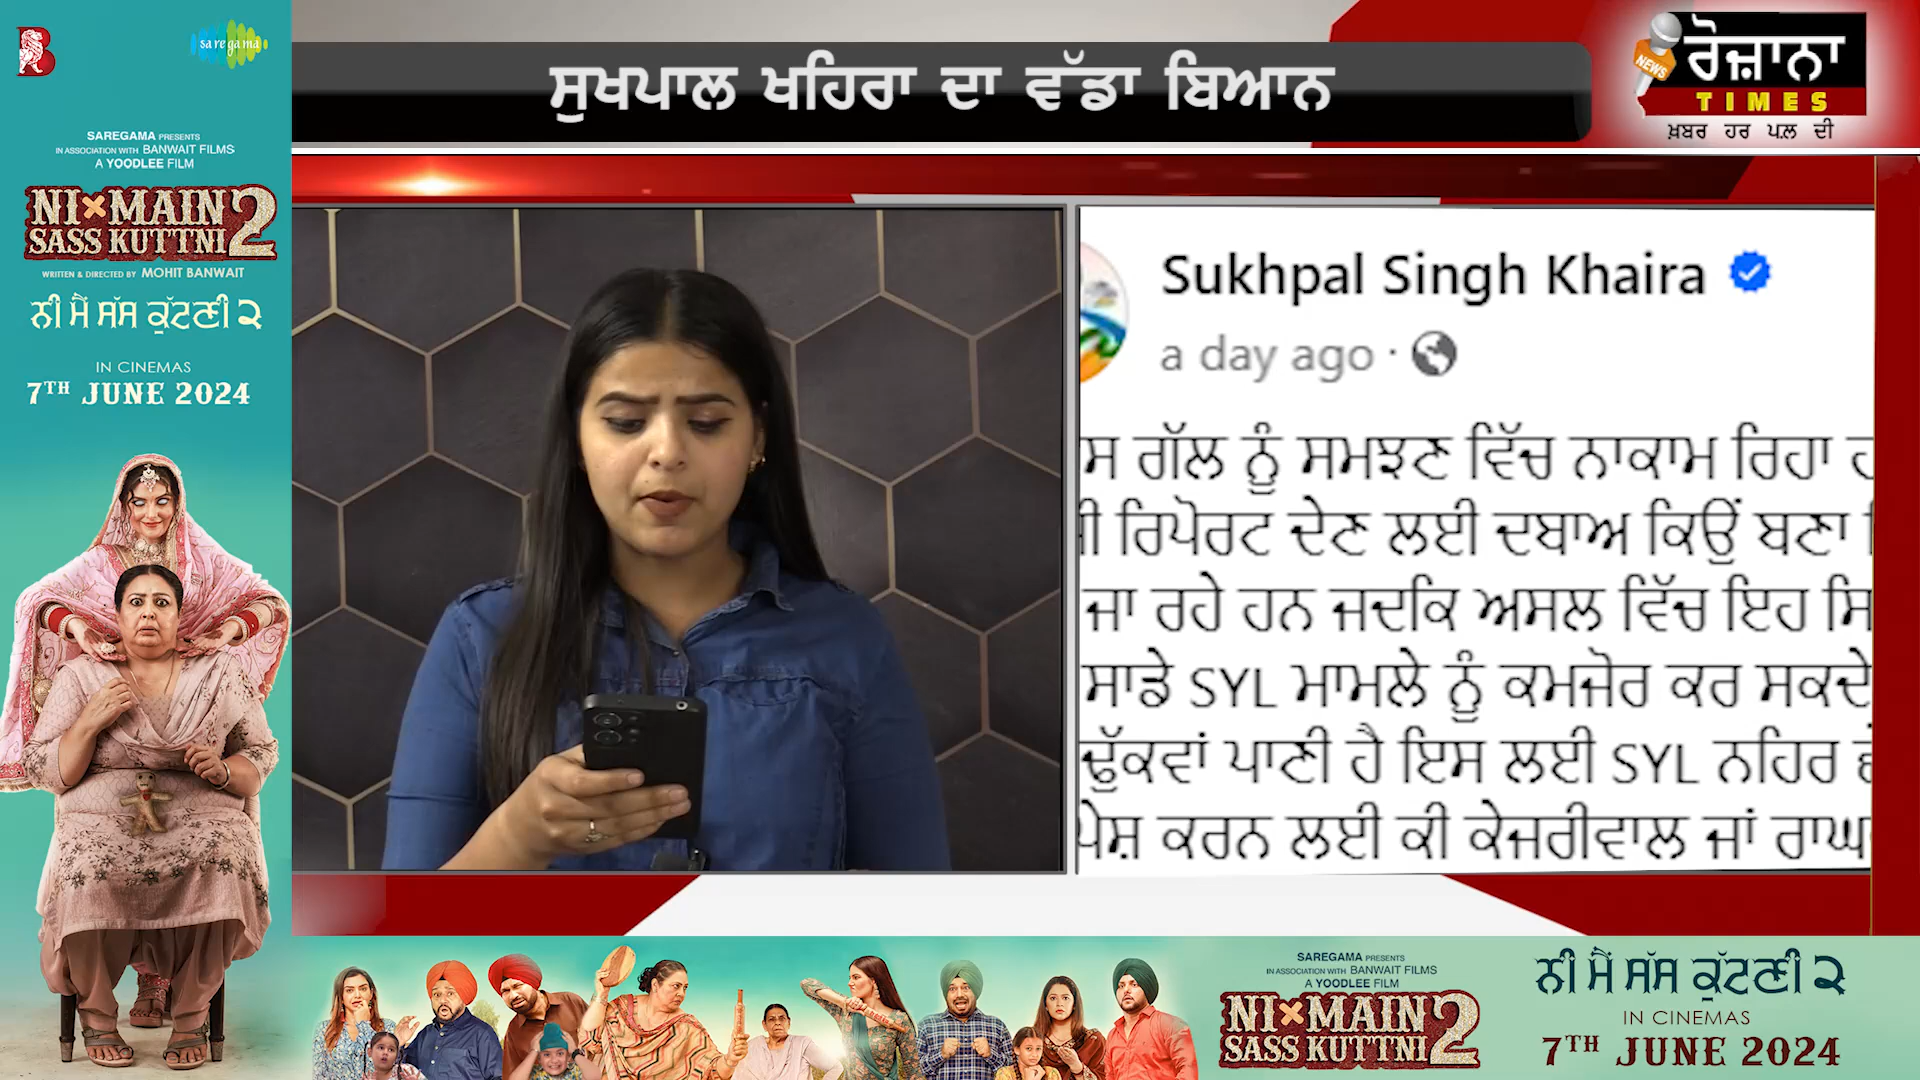 B
sa re ga ma
SAREGAMA PRESENTS
IN ASSOCIATION WITH BANWAIT FILMS
A YOODLEE FILM
NI MAIN
SASS KUTTNI 2
WRITTEN & DIRECTED BY MOHIT BANWAIT
ਨੀ ਮੈਂ ਸੱਸ ਕੁੱਟਣੀ ੨
IN CINEMAS
7TH JUNE 2024
ਸੁਖਪਾਲ ਖਹਿਰਾ ਦਾ ਵੱਡਾ ਬਿਆਨ
NEWS
ਰੋਜ਼ਾਨਾ
TIMES
ਖ਼ਬਰ ਹਰ ਪਲ ਦੀ
Sukhpal Singh Khaira
a day ago
ਸ ਗੱਲ ਨੂੰ ਸਮਝਣ ਵਿੱਚ ਨਾਕਾਮ ਰਿਹਾ
ਰਿਪੋਰਟ ਦੇਣ ਲਈ ਦਬਾਅ ਕਿਉਂ ਬਣਾ
ਜਾ ਰਹੇ ਹਨ ਜਦਕਿ ਅਸਲ ਵਿੱਚ ਇਹ ਸਿ
ਸਾਡੇ SYL ਮਾਮਲੇ ਨੂੰ ਕਮਜੋਰ ਕਰ ਸਕਦੇ
ਢੁੱਕਵਾਂ ਪਾਣੀ ਹੈ ਇਸ ਲਈ SYL ਨਹਿਰ
ਪੇਸ਼ ਕਰਨ ਲਈ ਕੀ ਕੇਜਰੀਵਾਲ ਜਾਂ ਰਾਘ
SAREGAMA PRESENTS
IN ASSOCIATION WITH BANWAIT FILMS
A YOODLEE FILM
NI MAIN
SASS KUTTNI 2
ਨੀ ਮੈਂ ਸੱਸ ਕੁੱਟਣੀ ੨
IN CINEMAS
7TH JUNE 2024